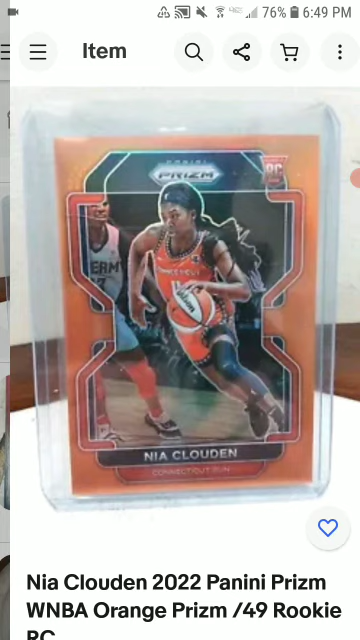 76% 6:49 PM
Item
PANINI
PRIZM
RC
NIA CLOUDEN
CONNECTICUT SUN
Nia Clouden 2022 Panini Prizm
WNBA Orange Prizm /49 Rookie
RC